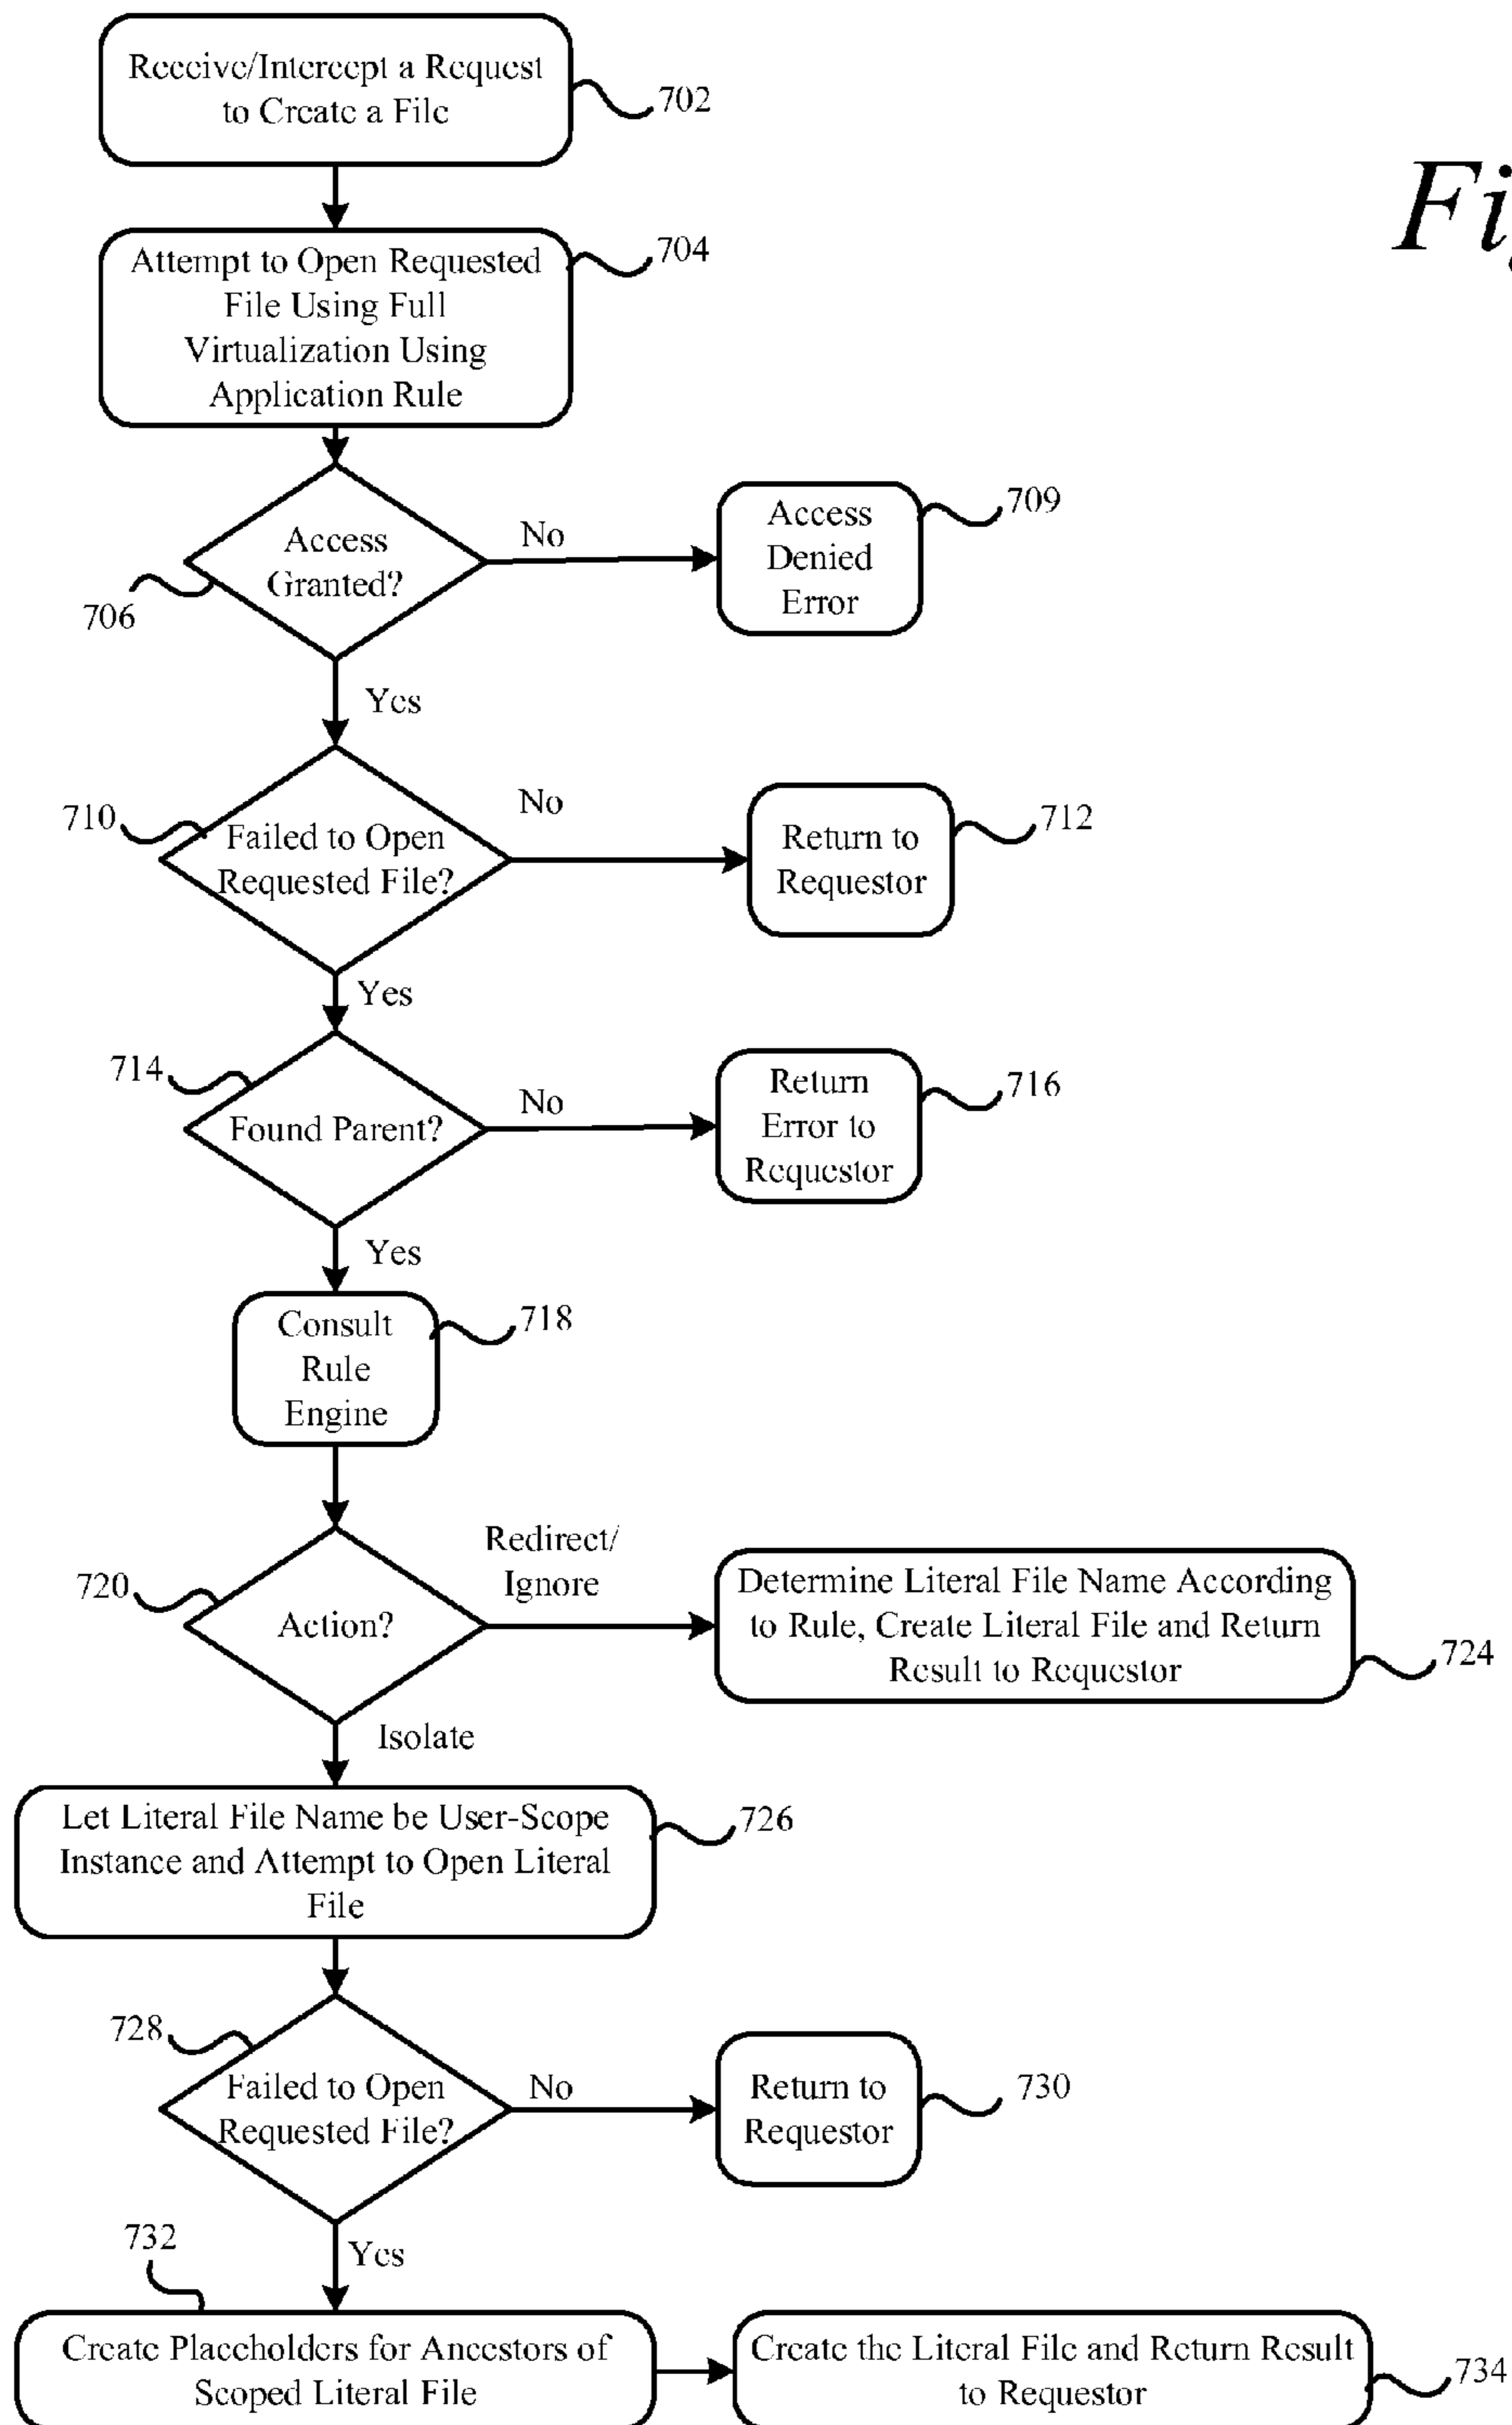 Receive/Intercept a Request
to Create a File
702
Fi
Attempt to Open Requested
File Using Full
Virtualization Using
Application Rule
704
Access
Granted?
706
No
Access
Denied
Error
709
Yes
710
Failed to Open
Requested File?
No
Return to
Requestor
712
Yes
714
Found Parent?
No
Return
Error to
Requestor
716
Yes
Consult
Rule
Engine
718
720
Action?
Redirect/
Ignore
Determine Literal File Name According
to Rule, Create Literal File and Return
Result to Requestor
724
Isolate
Let Literal File Name be User-Scope
Instance and Attempt to Open Literal
File
726
728
Failed to Open
Requested File?
No
Return to
Requestor
730
732
Yes
Create Placeholders for Ancestors of
Scoped Literal File
Create the Literal File and Return Result
to Requestor
734